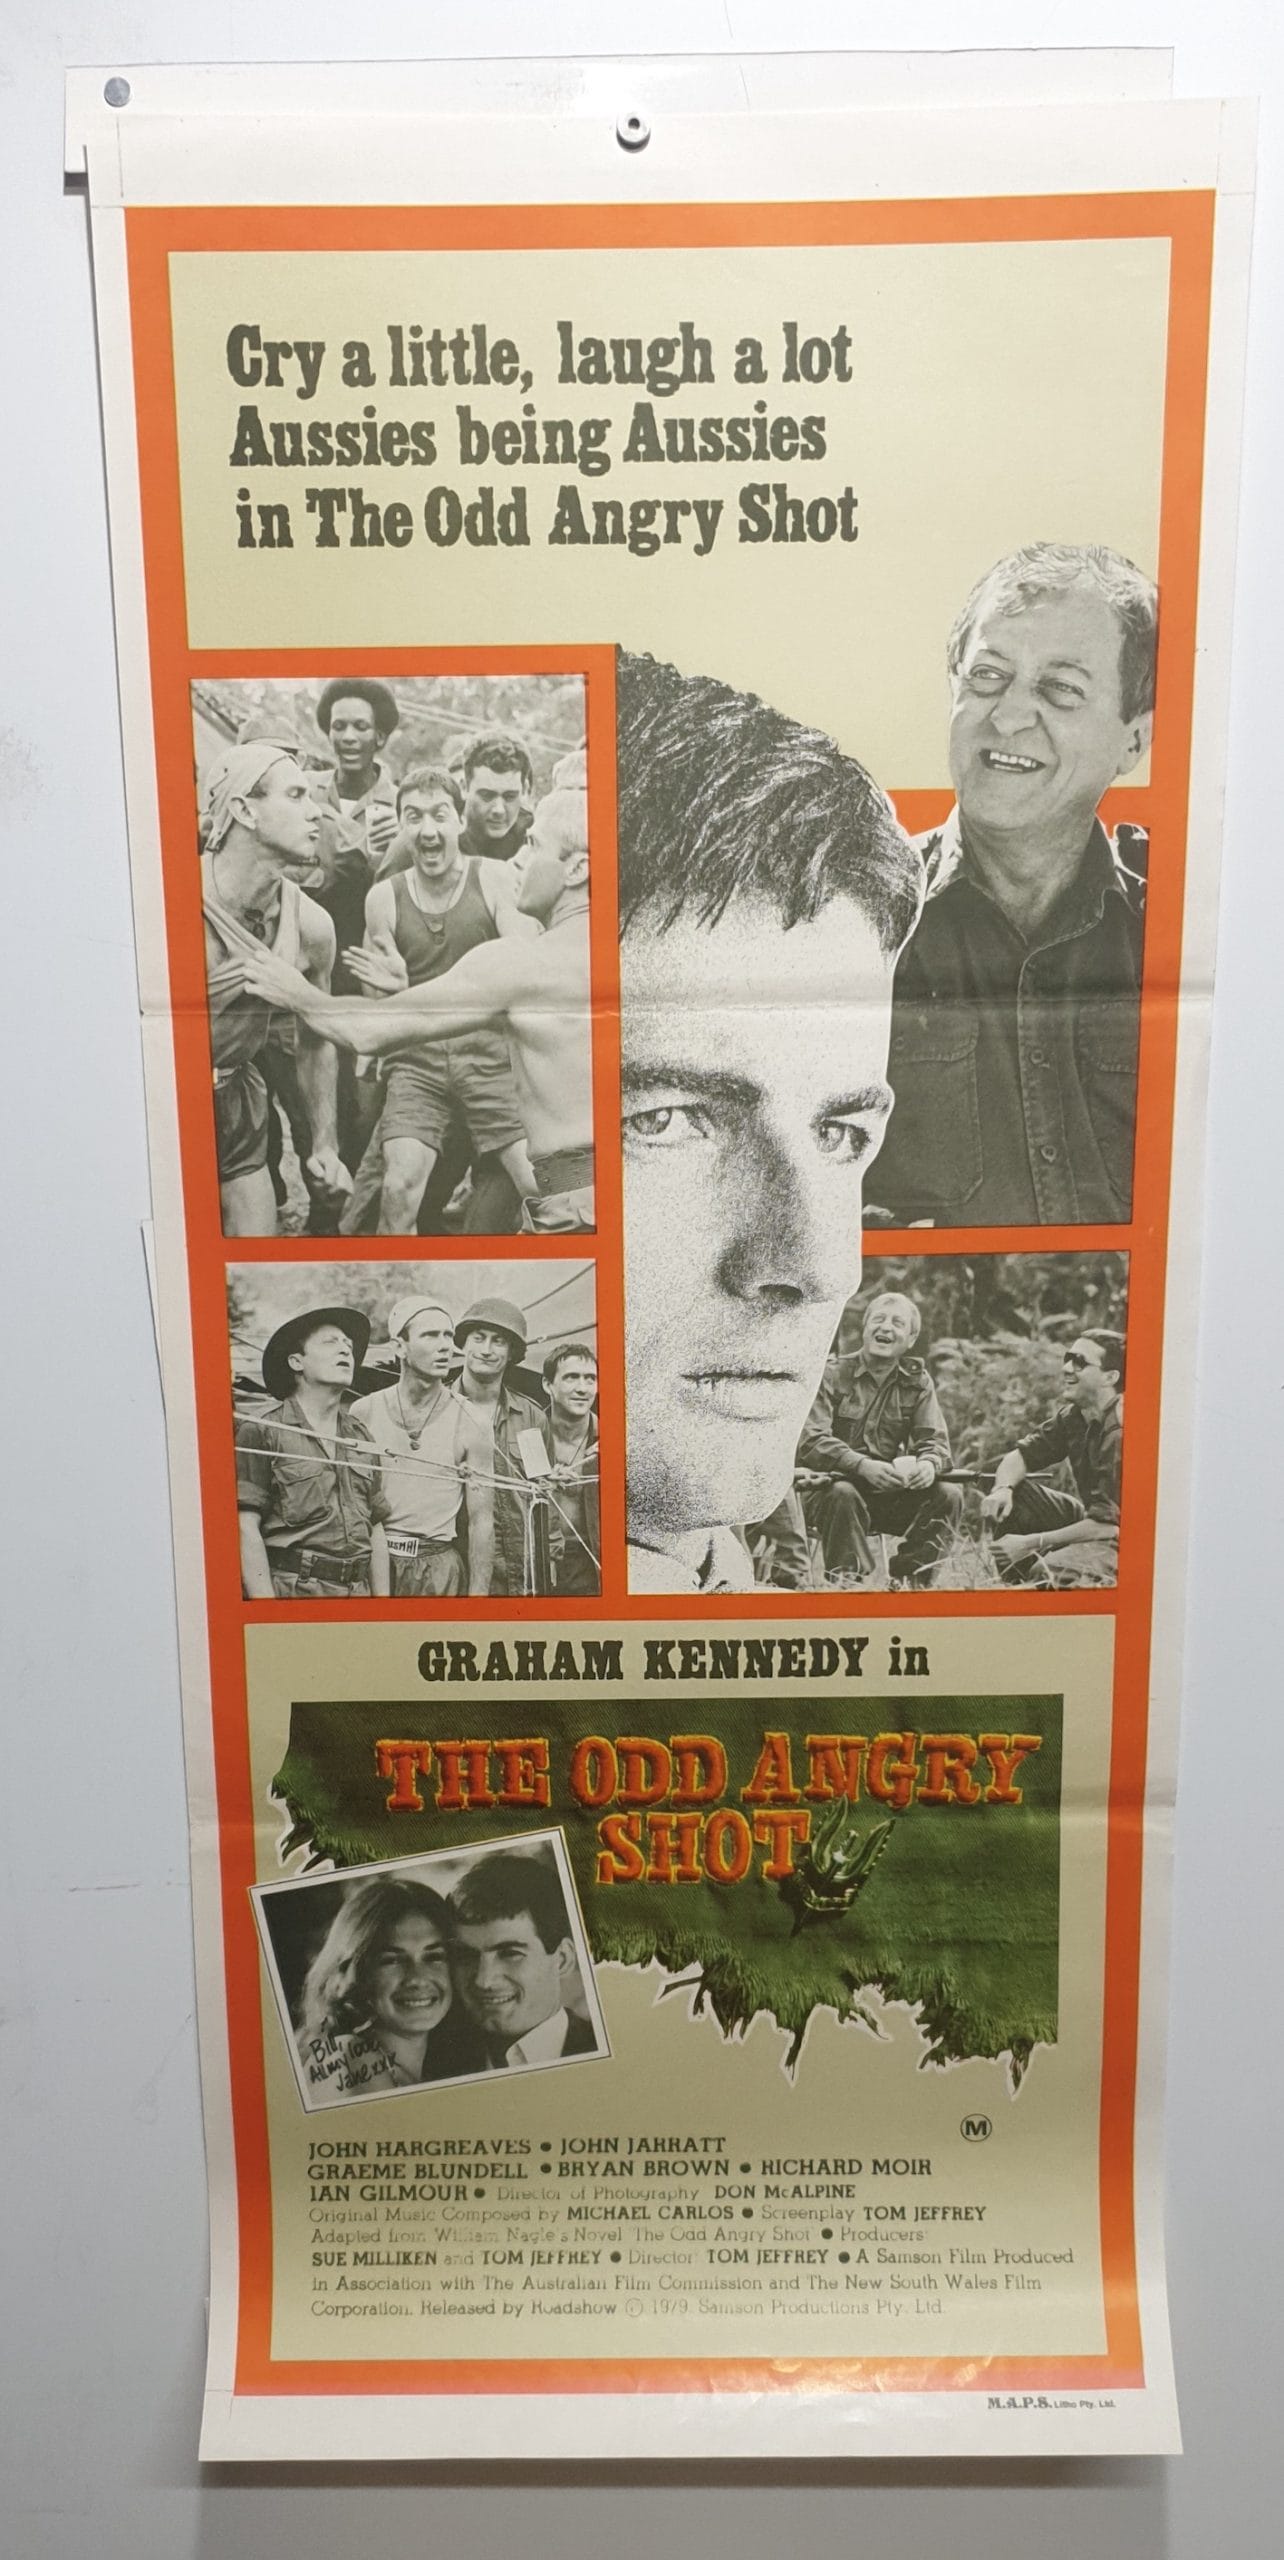 Cry a little, laugh a lot
Aussies being Aussies
in The Odd Angry Shot
USMA
GRAHAM KENNEDY in
THE ODD ANGRY
SHOT
Bill,
All my love
Jane xxx
M
JOHN HARGREAVES ● JOHN JARRATT
GRAEME BLUNDELL ● BRYAN BROWN ● RICHARD MOIR
IAN GILMOUR ● Director of Photography DON McALPINE
Original Music Composed by MICHAEL CARLOS ● Screenplay TOM JEFFREY
Adapted from William Nagle's Novel 'The Odd Angry Shot' ● Producers:
SUE MILLIKEN and TOM JEFFREY ● Director: TOM JEFFREY ● A Samson Film Produced
in Association with The Australian Film Commission and The New South Wales Film
Corporation. Released by Roadshow © 1979 Samson Productions Pty. Ltd.
M.A.P.S. Litho Pty. Ltd.